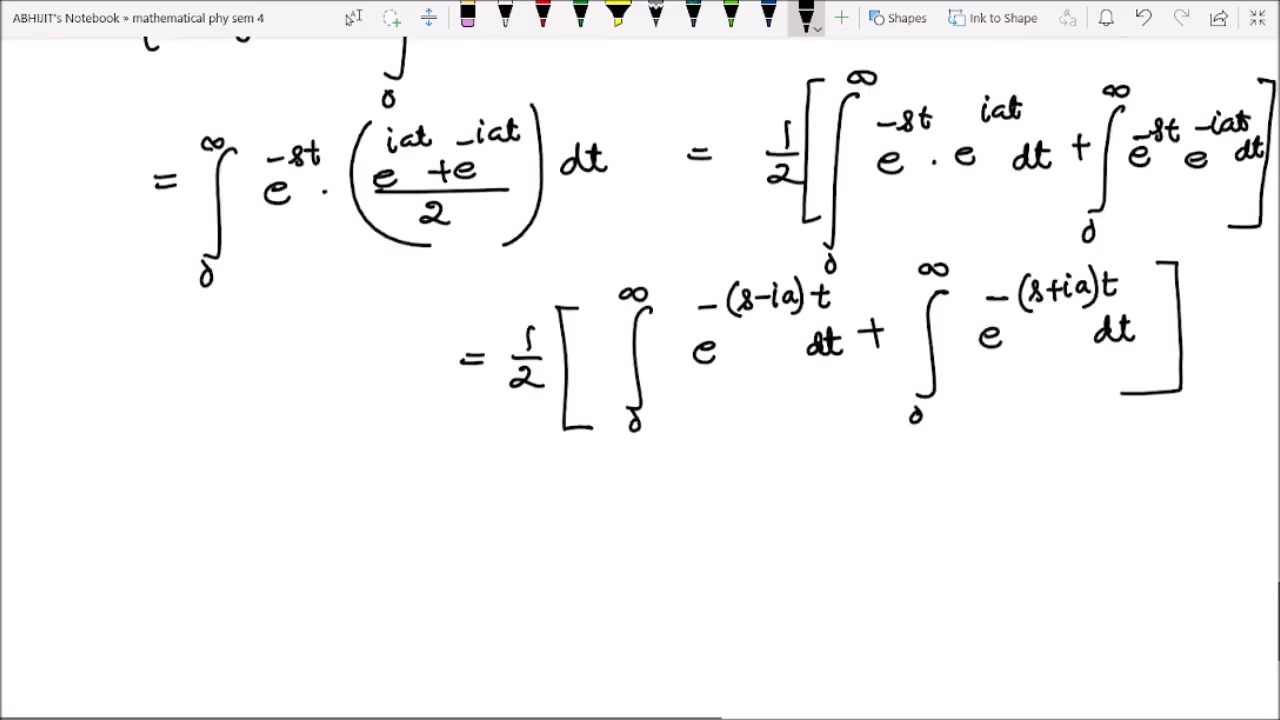 ABHIJIT's Notebook » mathematical phy sem 4
Shapes Ink to Shape
0
= ∫₀^∞ e^{-st} · ( (e^{iat} + e^{-iat}) / 2 ) dt = 1/2 [ ∫₀^∞ e^{-st} · e^{iat} dt + ∫₀^∞ e^{-st} e^{-iat} dt ]
= 1/2 [ ∫₀^∞ e^{-(s-ia)t} dt + ∫₀^∞ e^{-(s+ia)t} dt ]